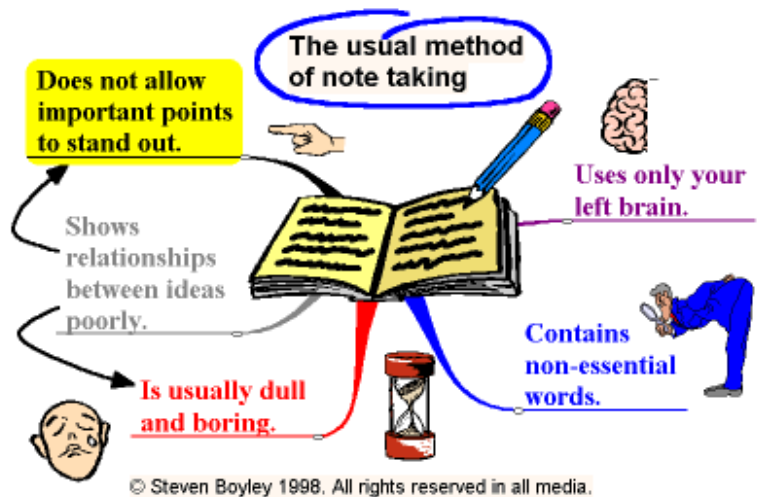 The usual method
of note taking
Does not allow
important points
to stand out.
Uses only your
left brain.
Shows
relationships
between ideas
poorly.
Contains
non-essential
words.
Is usually dull
and boring.
© Steven Boyley 1998. All rights reserved in all media.